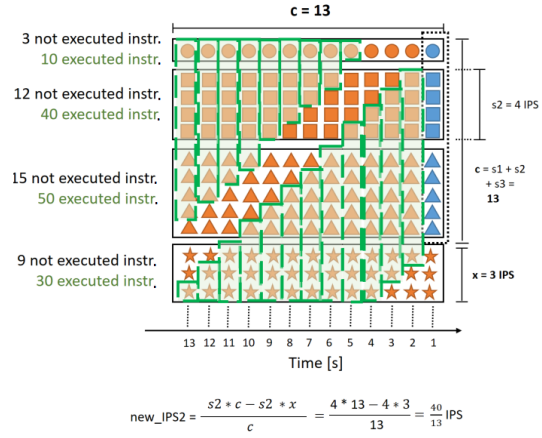 c = 13
3 not executed instr.
10 executed instr.
12 not executed instr.
40 executed instr.
s2 = 4 IPS
15 not executed instr.
50 executed instr.
c = s1 + s2
+ s3 =
13
9 not executed instr.
30 executed instr.
x = 3 IPS
13 12 11 10 9 8 7 6 5 4 3 2 1
Time [s]
new_IPS2 = s2 * c − s2 * x / c = 4 * 13 − 4 * 3 / 13 = 40/13 IPS